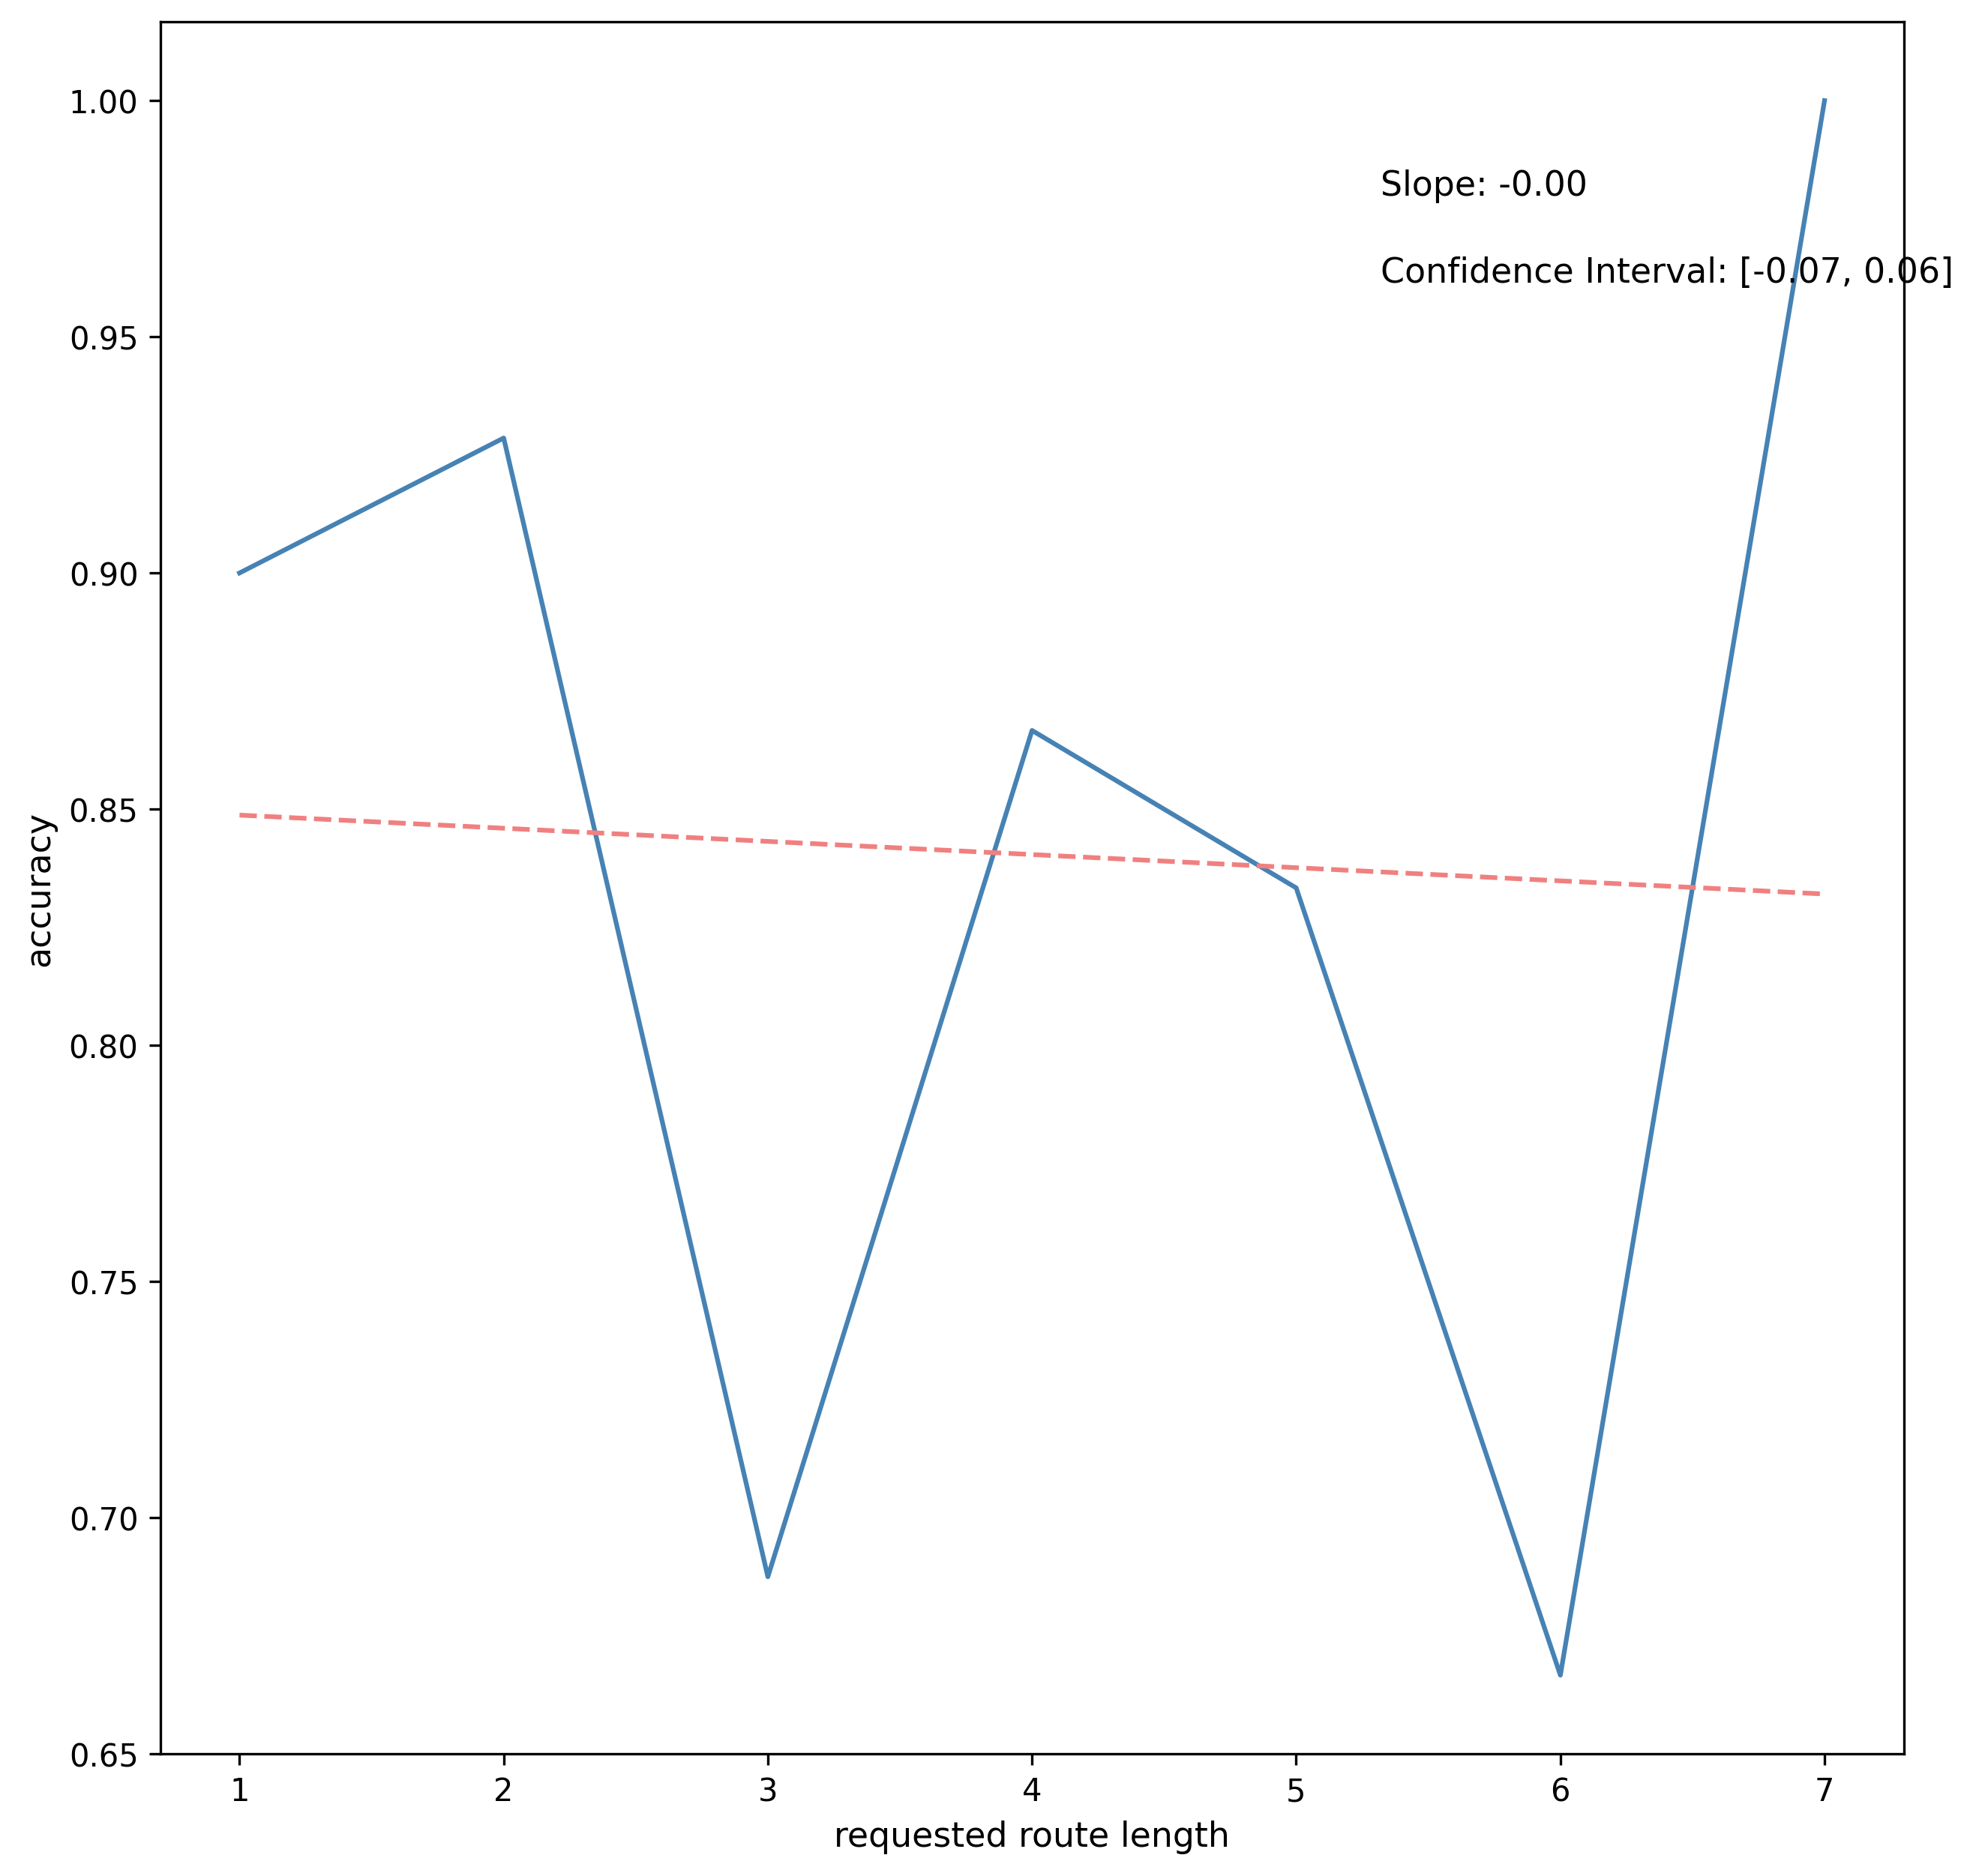 1.00
Slope: -0.00
Confidence Interval: [-0.07, 0.06]
0.95
0.90
0.85
accuracy
0.80
0.75
0.70
0.65
1 2 3 4 5 6 7
requested route length